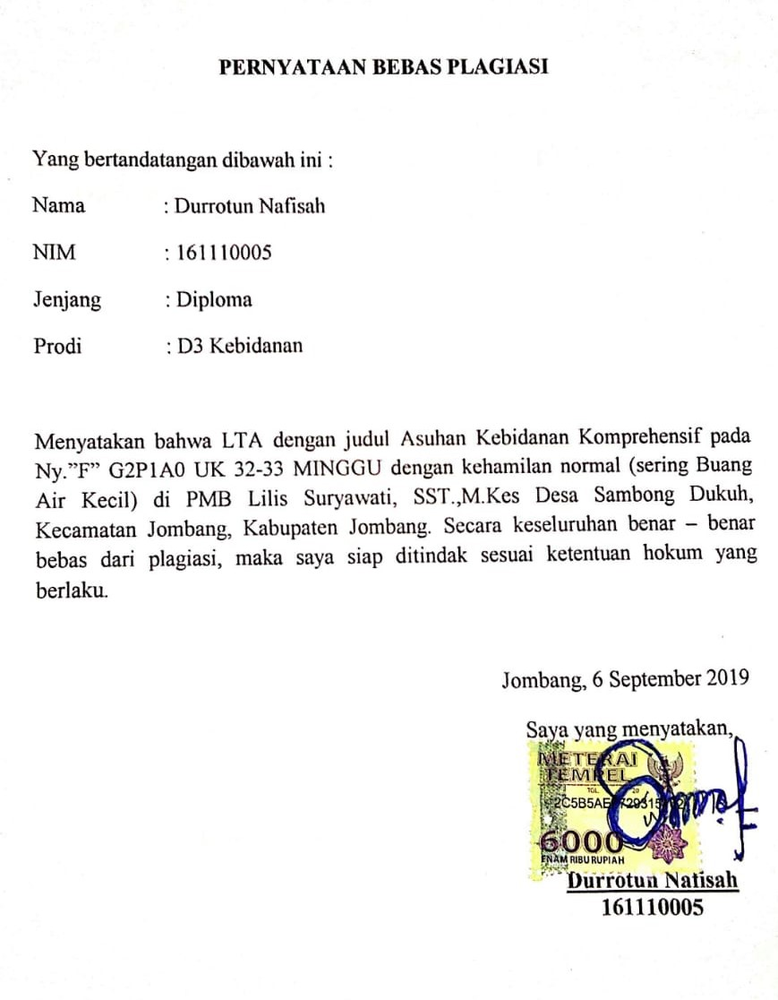 PERNYATAAN BEBAS PLAGIASI
Yang bertandatangan dibawah ini :
Nama : Durrotun Nafisah
NIM : 161110005
Jenjang : Diploma
Prodi : D3 Kebidanan
Menyatakan bahwa LTA dengan judul Asuhan Kebidanan Komprehensif pada
Ny.”F” G2P1A0 UK 32-33 MINGGU dengan kehamilan normal (sering Buang
Air Kecil) di PMB Lilis Suryawati, SST.,M.Kes Desa Sambong Dukuh,
Kecamatan Jombang, Kabupaten Jombang. Secara keseluruhan benar – benar
bebas dari plagiasi, maka saya siap ditindak sesuai ketentuan hokum yang
berlaku.
Jombang, 6 September 2019
Saya yang menyatakan,
METERAI
TEMPEL
TGL. 20
6000
ENAM RIBU RUPIAH
Durrotun Nafisah
161110005